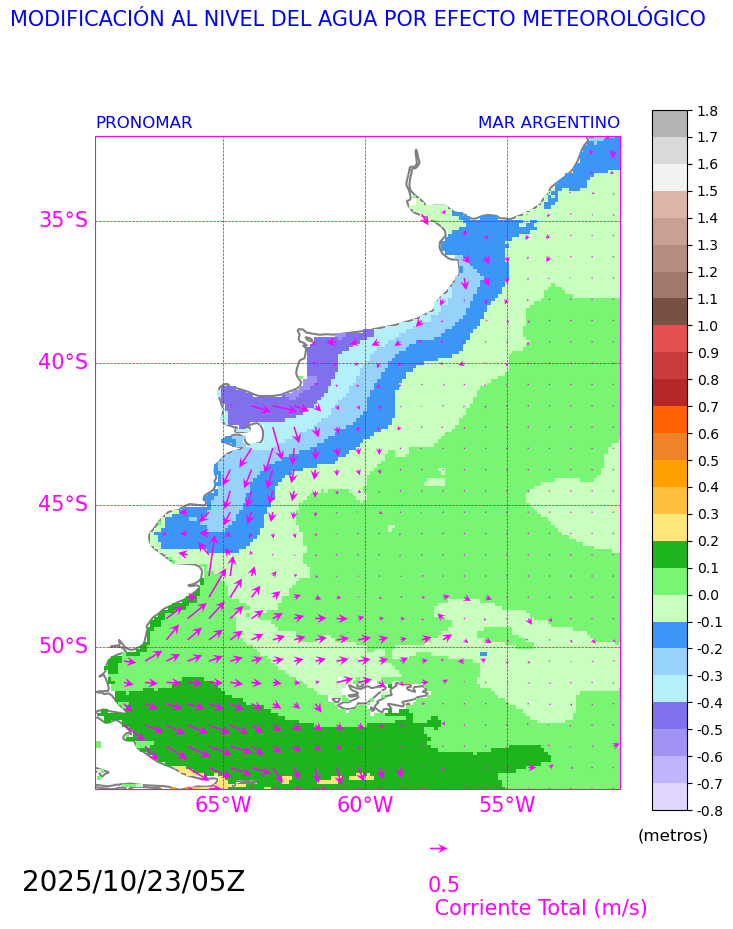 MODIFICACIÓN AL NIVEL DEL AGUA POR EFECTO METEOROLÓGICO
PRONOMAR
MAR ARGENTINO
35°S
40°S
45°S
50°S
65°W
60°W
55°W
1.8
1.7
1.6
1.5
1.4
1.3
1.2
1.1
1.0
0.9
0.8
0.7
0.6
0.5
0.4
0.3
0.2
0.1
0.0
-0.1
-0.2
-0.3
-0.4
-0.5
-0.6
-0.7
-0.8
(metros)
2025/10/23/05Z
0.5
Corriente Total (m/s)